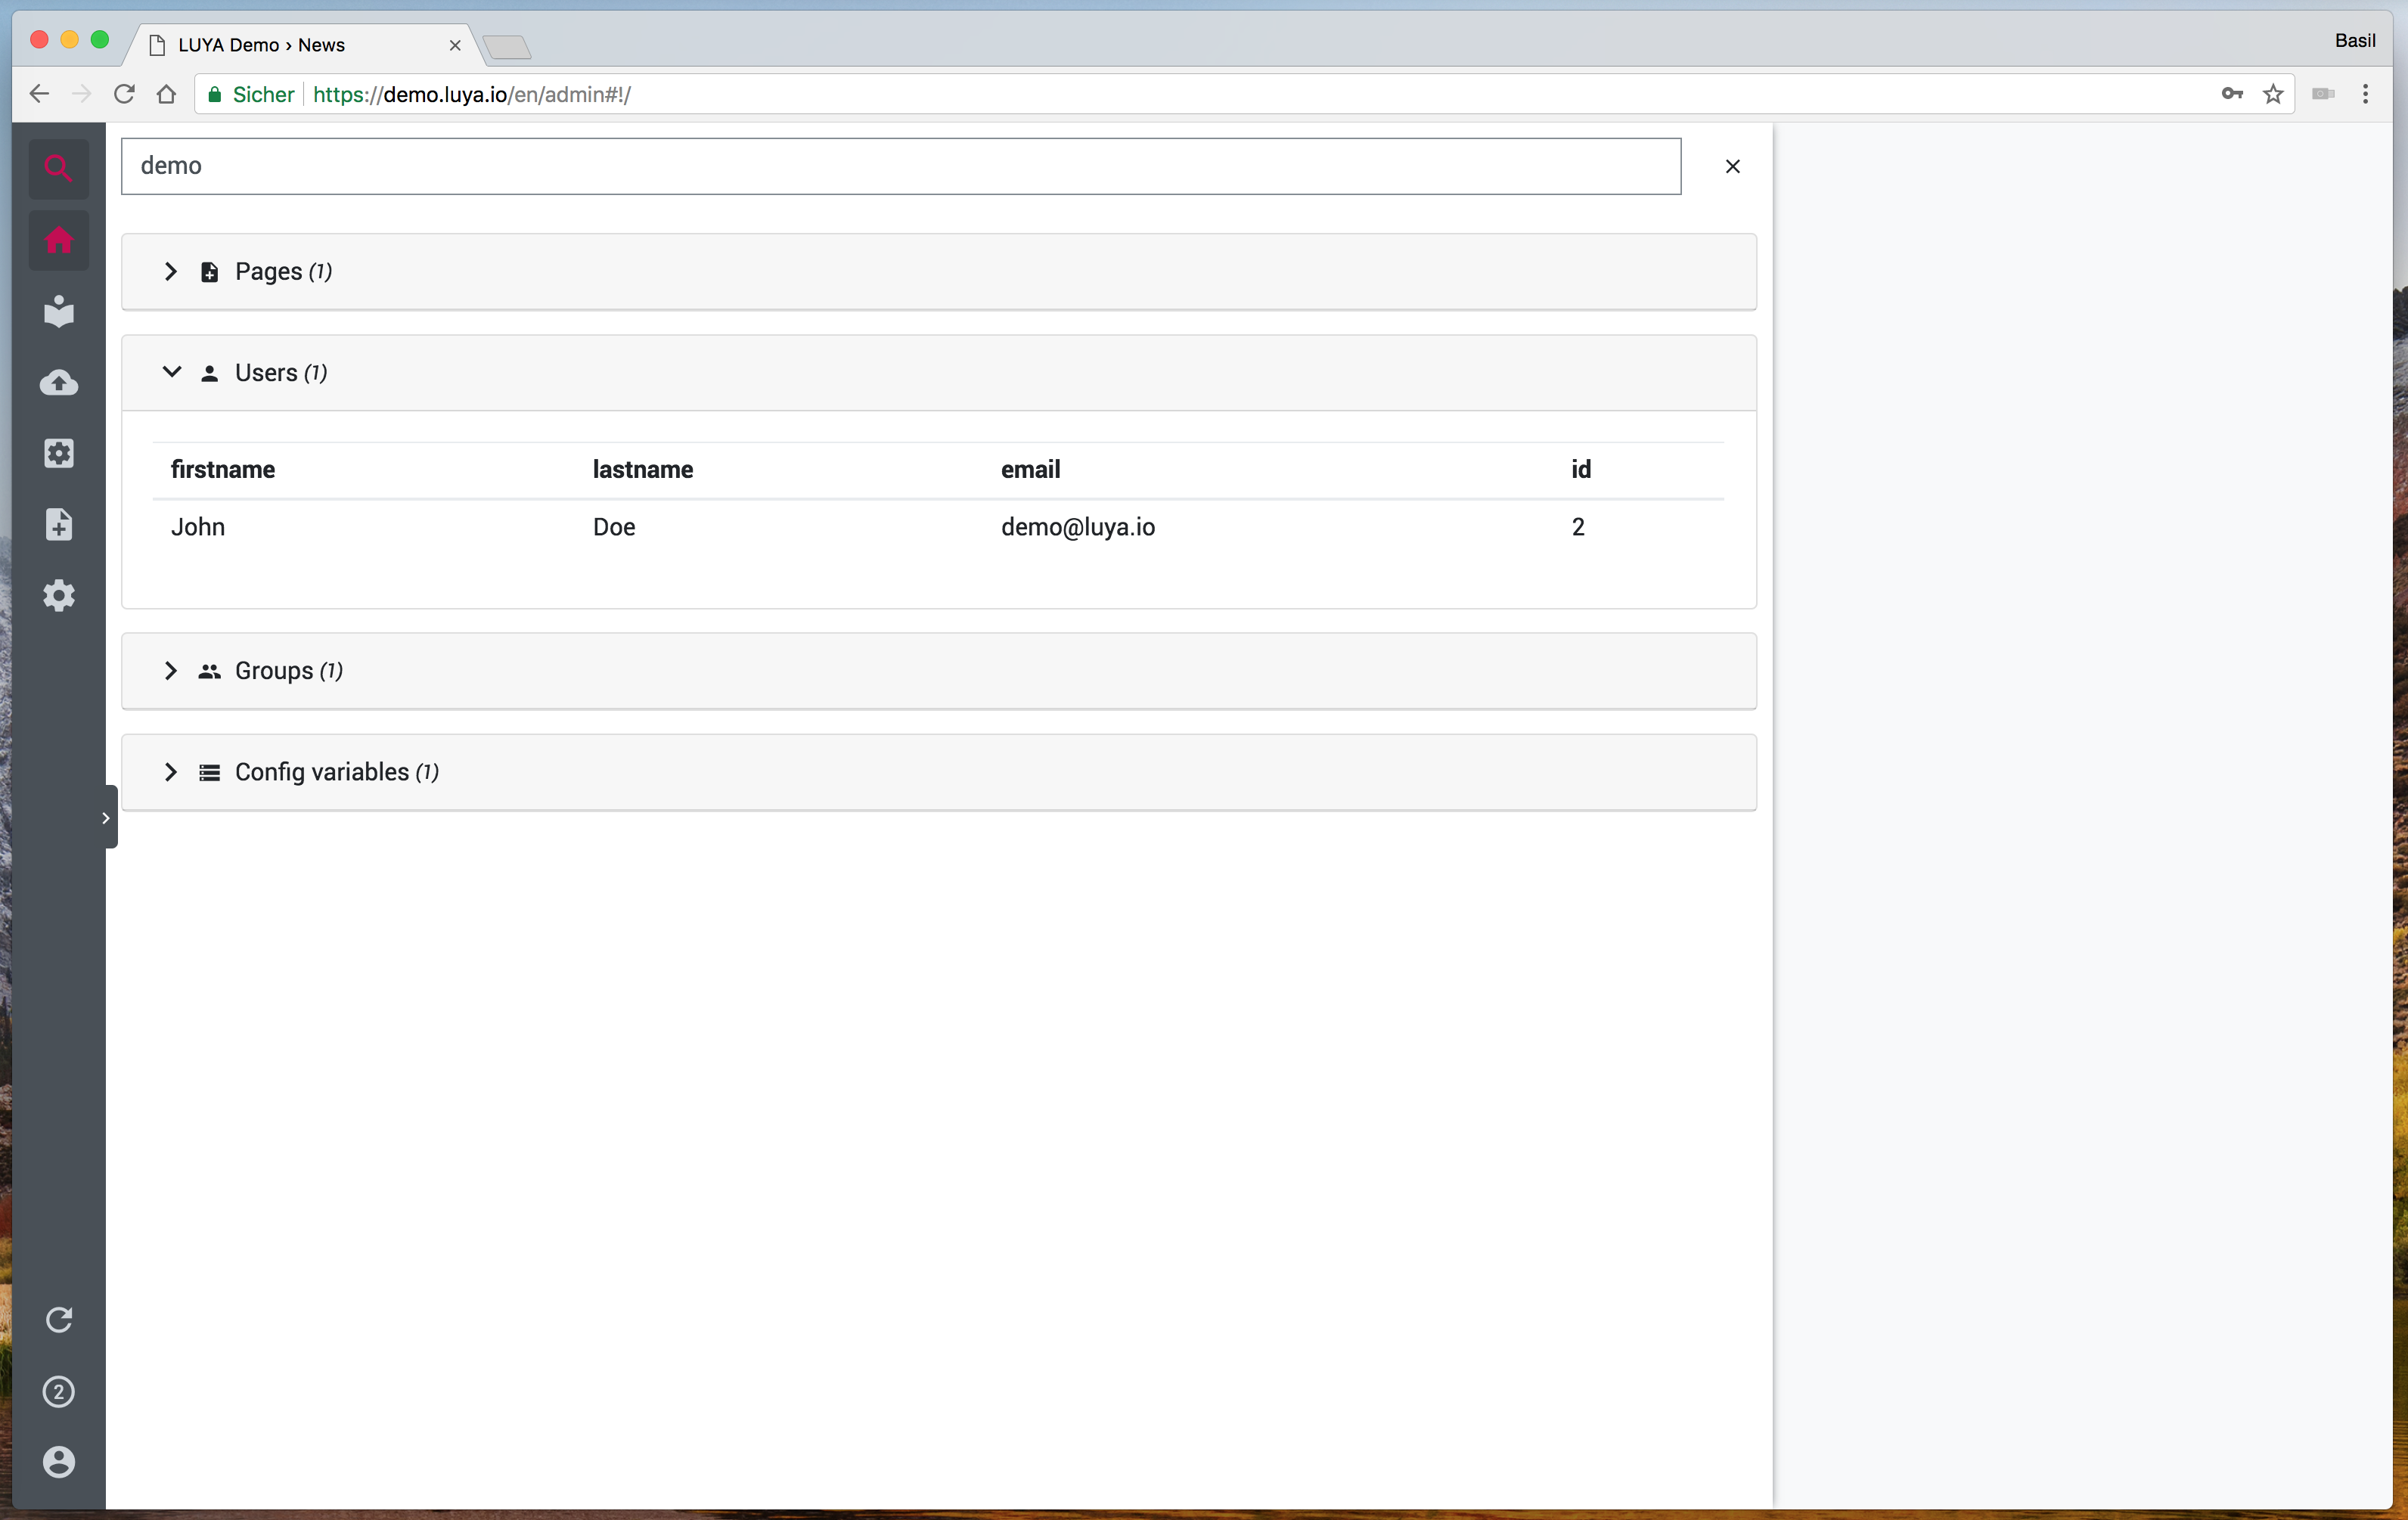 LUYA Demo › News
Basil
Sicher https://demo.luya.io/en/admin#!/
demo
Pages (1)
Users (1)
firstname lastname email id
John Doe demo@luya.io 2
Groups (1)
Config variables (1)
2